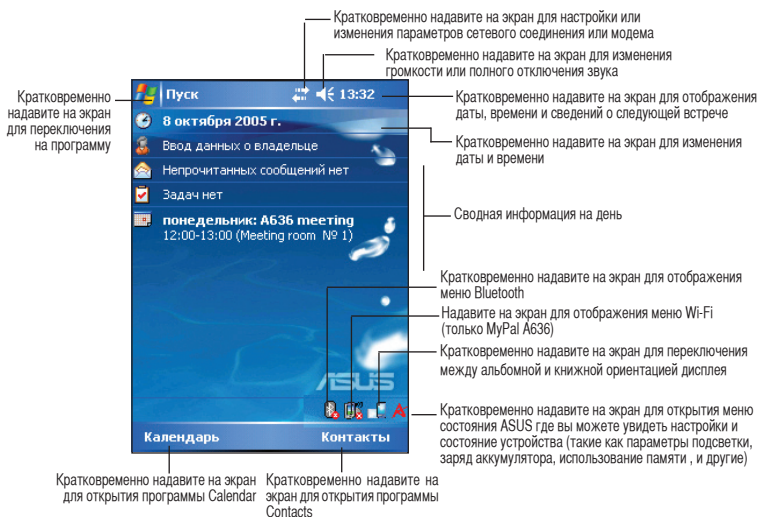 Кратковременно надавите на экран для настройки или
изменения параметров сетевого соединения или модема
Кратковременно надавите на экран для изменения
громкости или полного отключения звука
Кратковременно
надавите на экран
для переключения
на программу
Пуск 13:32
Кратковременно надавите на экран для отображения
даты, времени и сведений о следующей встрече
8 октября 2005 г.
Кратковременно надавите на экран для изменения
даты и времени
Ввод данных о владельце
Непрочитанных сообщений нет
Задач нет
понедельник: A636 meeting
12:00-13:00 (Meeting room № 1)
Сводная информация на день
Кратковременно надавите на экран для отображения
меню Bluetooth
Надавите на экран для отображения меню Wi-Fi
(только MyPal A636)
Кратковременно надавите на экран для переключения
между альбомной и книжной ориентацией дисплея
ASUS
Кратковременно надавите на экран для открытия меню
состояния ASUS где вы можете увидеть настройки и
состояние устройства (такие как параметры подсветки,
заряд аккумулятора, использование памяти , и другие)
Календарь Контакты
Кратковременно надавите на экран
для открытия программы Calendar
Кратковременно надавите на
экран для открытия программы
Contacts